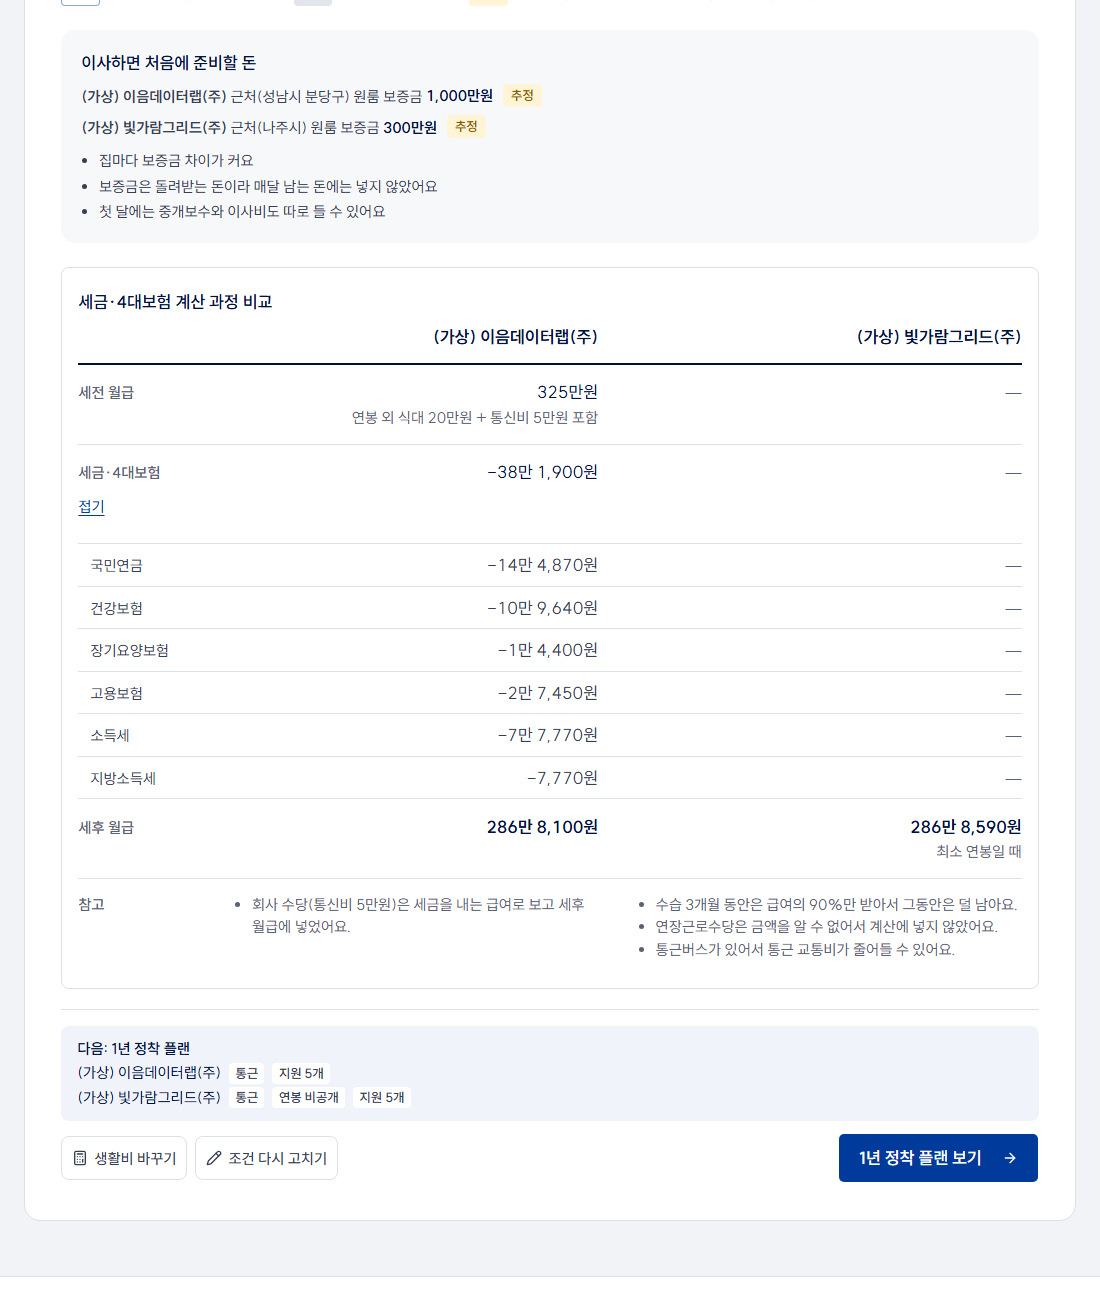 이사하면 처음에 준비할 돈
(가상) 이음데이터랩(주) 근처(성남시 분당구) 원룸 보증금 1,000만원 추정
(가상) 빛가람그리드(주) 근처(나주시) 원룸 보증금 300만원 추정
• 집마다 보증금 차이가 커요
• 보증금은 돌려받는 돈이라 매달 남는 돈에는 넣지 않았어요
• 첫 달에는 중개보수와 이사비도 따로 들 수 있어요
세금·4대보험 계산 과정 비교
(가상) 이음데이터랩(주) (가상) 빛가람그리드(주)
세전 월급 325만원 —
연봉 외 식대 20만원 + 통신비 5만원 포함
세금·4대보험 −38만 1,900원 —
접기
국민연금 −14만 4,870원 —
건강보험 −10만 9,640원 —
장기요양보험 −1만 4,400원 —
고용보험 −2만 7,450원 —
소득세 −7만 7,770원 —
지방소득세 −7,770원 —
세후 월급 286만 8,100원 286만 8,590원
최소 연봉일 때
참고
• 회사 수당(통신비 5만원)은 세금을 내는 급여로 보고 세후
월급에 넣었어요.
• 수습 3개월 동안은 급여의 90%만 받아서 그동안은 덜 남아요.
• 연장근로수당은 금액을 알 수 없어서 계산에 넣지 않았어요.
• 통근버스가 있어서 통근 교통비가 줄어들 수 있어요.
다음: 1년 정착 플랜
(가상) 이음데이터랩(주) 통근 지원 5개
(가상) 빛가람그리드(주) 통근 연봉 비공개 지원 5개
생활비 바꾸기 조건 다시 고치기 1년 정착 플랜 보기 →